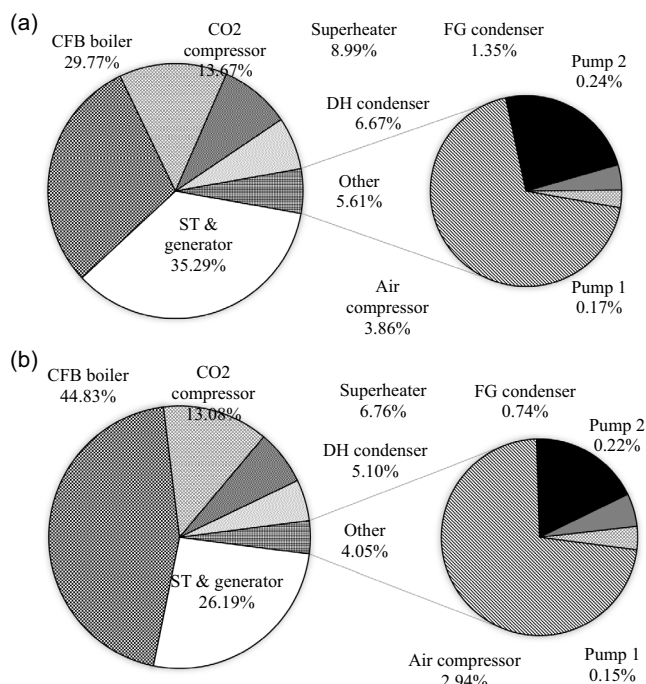 (a)
CFB boiler
29.77%
CO2
compressor
13.67%
Superheater
8.99%
FG condenser
1.35%
Pump 2
0.24%
DH condenser
6.67%
Other
5.61%
ST &
generator
35.29%
Air
compressor
3.86%
Pump 1
0.17%
(b)
CFB boiler
44.83%
CO2
compressor
13.08%
Superheater
6.76%
FG condenser
0.74%
Pump 2
0.22%
DH condenser
5.10%
Other
4.05%
ST & generator
26.19%
Air compressor
2.94%
Pump 1
0.15%